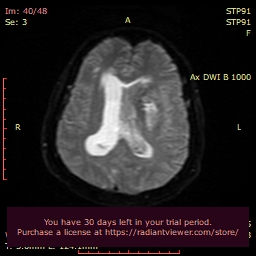 Im: 40/48
Se: 3
STP91
STP91
F
A
Ax DWI B 1000
R
L
You have 30 days left in your trial period.
Purchase a license at https://radiantviewer.com/store/